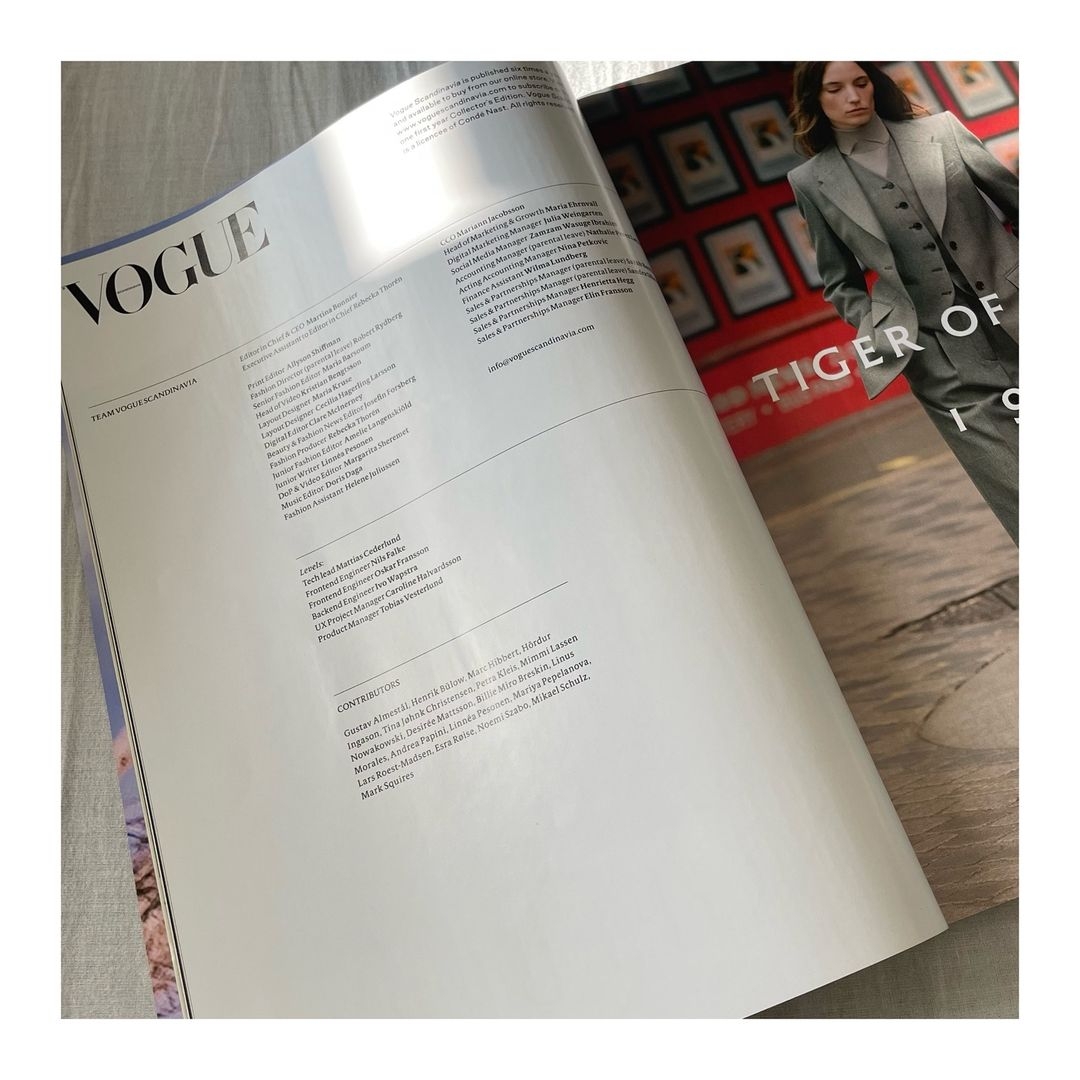 Vogue Scandinavia is published six times a
and available to buy from our online store.
www.voguescandinavia.com to subscribe
one first year Collector's Edition. Vogue
is a licences of Condé Nast. All rights
VOGUE
TEAM VOGUE SCANDINAVIA
Editor in Chief & CEO Martina Bonnier
Executive Assistant to Editor in Chief Rebecka Thorén
Print Editor Allyson Shiffman
Fashion Director (parental leave) Robert Rydberg
Senior Fashion Editor Maria Barsoum
Head of Video Kristian Bengtsson
Layout Designer Maria Kruse
Layout Designer Cecilia Hagerling Larsson
Digital Editor Clare McInerney
Beauty & Fashion News Editor Josefin Forsberg
Fashion Producer Rebecka Thorén
Junior Fashion Editor Amelie Langenskiöld
Junior Writer Linnéa Pesonen
DoP & Video Editor Margarita Sheremet
Music Editor Doris Daga
Fashion Assistant Helene Juliussen
CCO Mariann Jacobsson
Head of Marketing & Growth Maria Ehrnvall
Digital Marketing Manager Julia Weingarten
Social Media Manager Zamzam Wasuge Ibrahim
Accounting Manager (parental leave) Nathalie
Acting Accounting Manager Nina Petkovic
Finance Assistant Wilma Lundberg
Sales & Partnerships Manager (parental leave)
Sales & Partnerships Manager (parental leave)
Sales & Partnerships Manager Henrietta Hegg
Sales & Partnerships Manager Elin Fransson
info@voguescandinavia.com
Levels:
Tech lead Mattias Cederlund
Frontend Engineer Nils Falke
Frontend Engineer Oskar Fransson
Backend Engineer Ivo Wapstra
UX Project Manager Caroline Halvardsson
Product Manager Tobias Vesterlund
CONTRIBUTORS
Gustav Almestål, Henrik Bülow, Marc Hibbert, Hördur
Ingason, Tina Jøhnk Christensen, Petra Kleis, Mimmi Lassen
Nowakowski, Desirée Mattsson, Billie Miro Breskin, Linus
Morales, Andrea Papini, Linnéa Pesonen, Mariya Pepelanova,
Lars Roest-Madsen, Esra Røise, Noemi Szabo, Mikael Schulz,
Mark Squires
TIGER OF
1 9